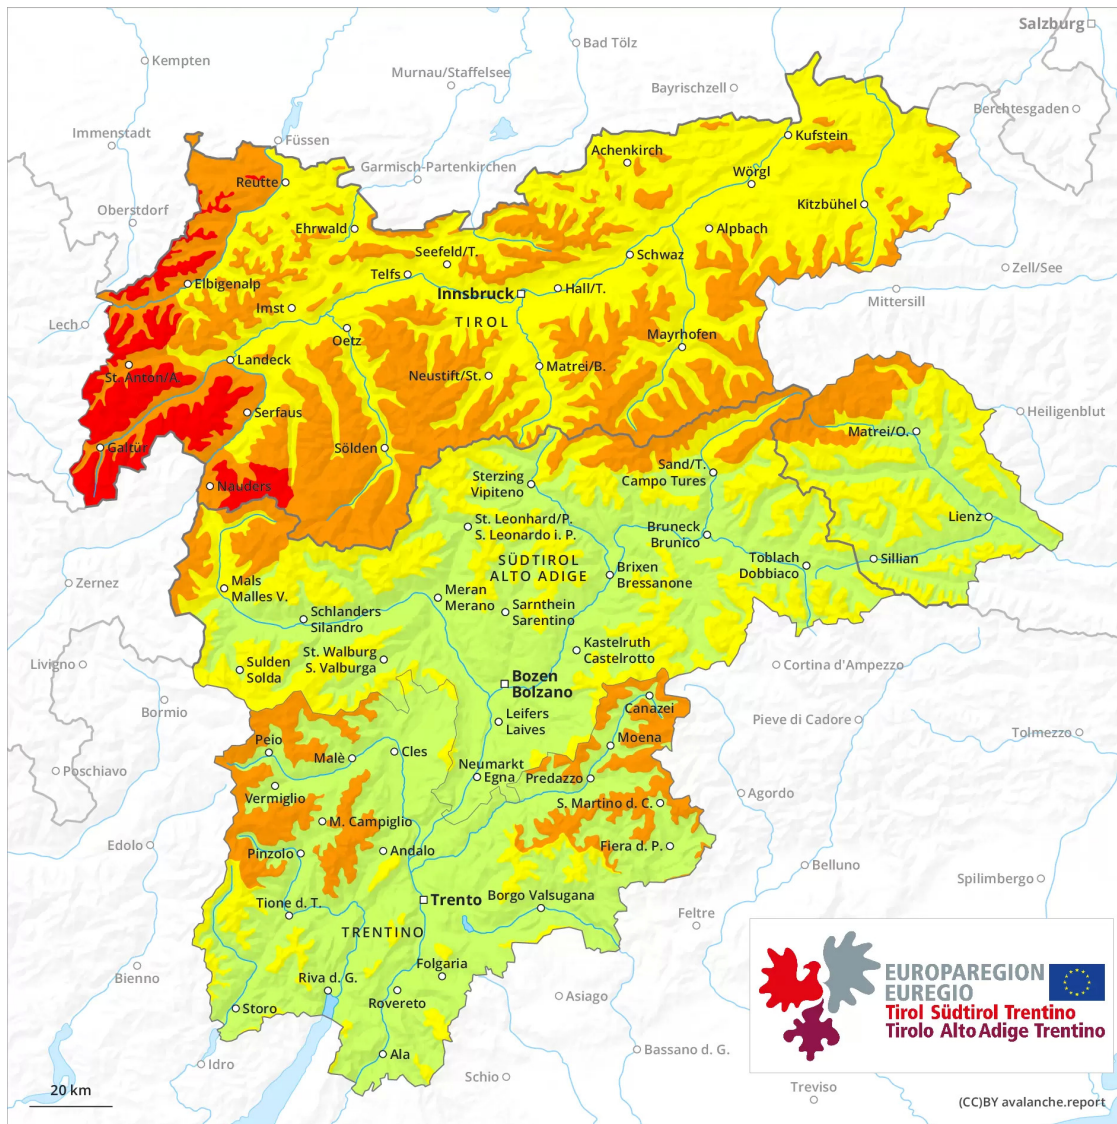 Salzburg
Kempten
Bad Tölz
Murnau/Staffelsee
Bayrischzell
Berchtesgaden
Immenstadt
Füssen
Kufstein
Achenkirch
Garmisch-Partenkirchen
Reutte
Wörgl
Oberstdorf
Kitzbühel
Ehrwald
Alpbach
Seefeld/T.
Schwaz
Telfs
Zell/See
Elbigenalp
Hall/T.
Innsbruck
Mittersill
Imst
TIROL
Lech
Oetz
Mayrhofen
Landeck
Matrei/B.
St. Anton/A.
Neustift/St.
Serfaus
Heiligenblut
Matrei/O.
Galtür
Sölden
Sand/T.
Campo Tures
Sterzing
Vipiteno
Nauders
Lienz
St. Leonhard/P.
S. Leonardo i. P.
Bruneck
Brunico
SÜDTIROL
ALTO ADIGE
Toblach
Dobbiaco
Sillian
Brixen
Bressanone
Zernez
Mals
Malles V.
Meran
Merano
Sarnthein
Sarentino
Schlanders
Silandro
Kastelruth
Castelrotto
St. Walburg
S. Valburga
Livigno
Sulden
Solda
Cortina d'Ampezzo
Bozen
Bolzano
Bormio
Canazei
Leifers
Laives
Pieve di Cadore
Tolmezzo
Moena
Peio
Cles
Malè
Neumarkt
Egna
Predazzo
Poschiavo
Vermiglio
Agordo
S. Martino d. C.
M. Campiglio
Edolo
Fiera d. P.
Pinzolo
Andalo
Belluno
Spilimbergo
Borgo Valsugana
Trento
Tione d. T.
Feltre
TRENTINO
Folgaria
Bienno
Riva d. G.
Rovereto
Asiago
Storo
Ala
Bassano d. G.
Idro
Schio
Treviso
EUROPAREGION
EUREGIO
Tirol Südtirol Trentino
Tirolo Alto Adige Trentino
20 km
(CC)BY avalanche.report